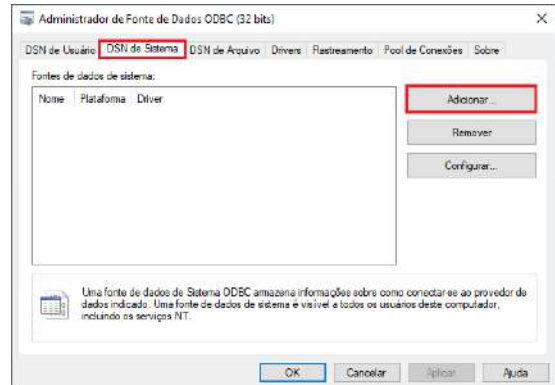 Administrador de Fonte de Dados ODBC (32 bits)
DSN de Usuário DSN de Sistema DSN de Arquivo Drivers Rastreamento Pool de Conexões Sobre
Fontes de dados de sistema:
Nome Plataforma Driver
Adicionar...
Remover
Configurar...
Uma fonte de dados de Sistema ODBC armazena informações sobre como conectar-se ao provedor de
dados indicado. Uma fonte de dados de sistema é visível a todos os usuários deste computador,
incluindo os serviços NT.
OK Cancelar Aplicar Ajuda